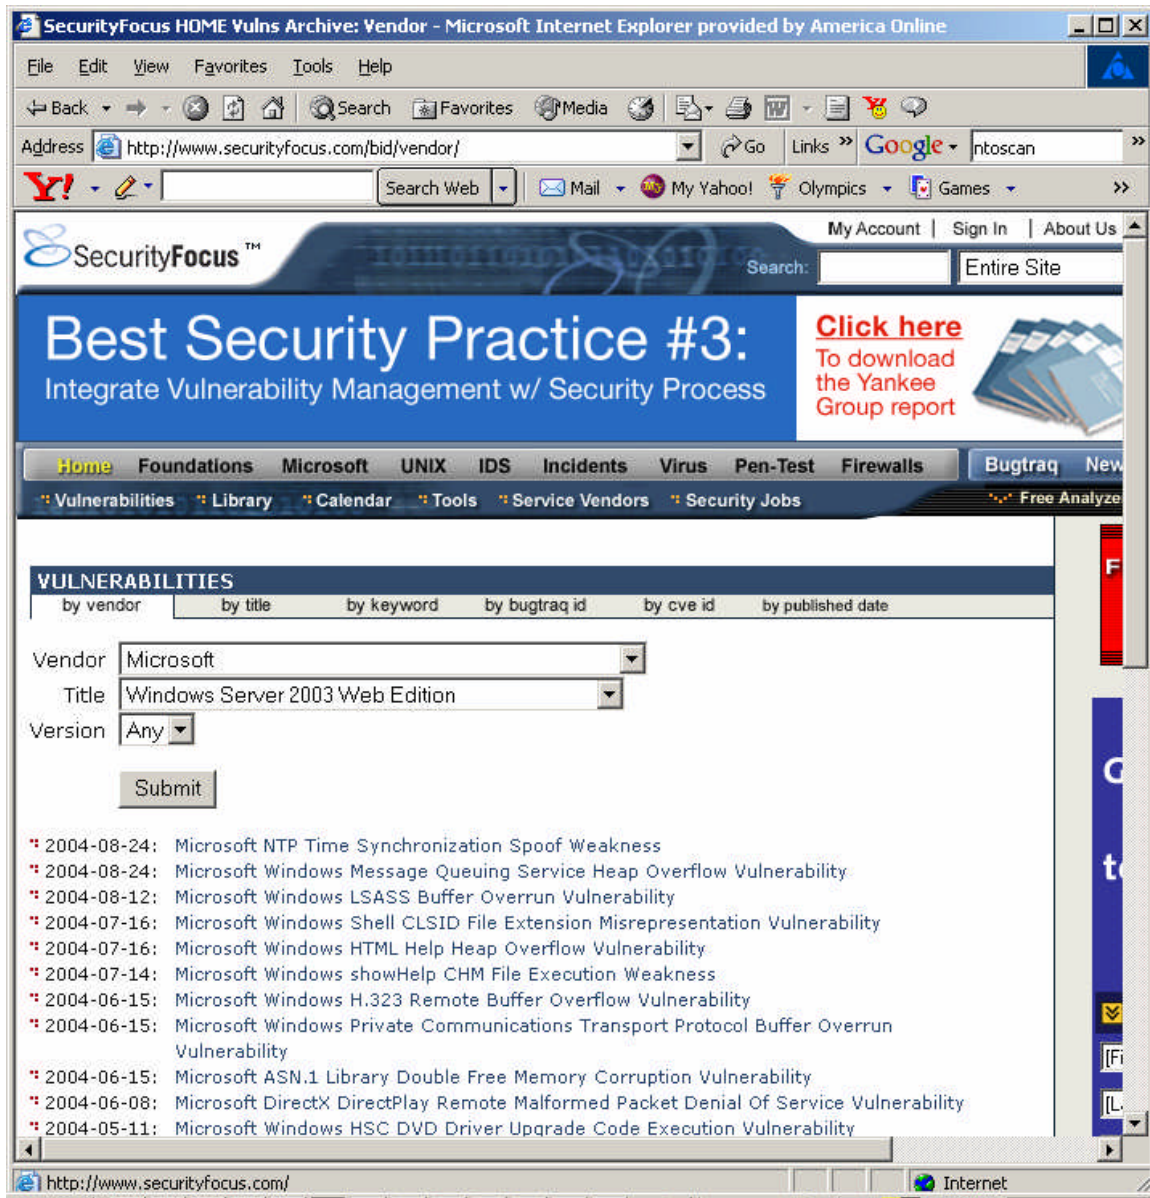 SecurityFocus HOME Vulns Archive: Vendor - Microsoft Internet Explorer provided by America Online
File Edit View Favorites Tools Help
Back Search Favorites Media
Address http://www.securityfocus.com/bid/vendor/ Go Links » Google ntoscan »
Y! Search Web Mail My Yahoo! Olympics Games »
My Account | Sign In | About Us
SecurityFocus™ Search: Entire Site
Best Security Practice #3:
Integrate Vulnerability Management w/ Security Process
Click here
To download
the Yankee
Group report
Home Foundations Microsoft UNIX IDS Incidents Virus Pen-Test Firewalls Bugtraq New
Vulnerabilities Library Calendar Tools Service Vendors Security Jobs Free Analyze
F
VULNERABILITIES
by vendor by title by keyword by bugtraq id by cve id by published date
Vendor Microsoft
Title Windows Server 2003 Web Edition
Version Any
Submit
G
2004-08-24: Microsoft NTP Time Synchronization Spoof Weakness
2004-08-24: Microsoft Windows Message Queuing Service Heap Overflow Vulnerability
2004-08-12: Microsoft Windows LSASS Buffer Overrun Vulnerability
2004-07-16: Microsoft Windows Shell CLSID File Extension Misrepresentation Vulnerability
2004-07-16: Microsoft Windows HTML Help Heap Overflow Vulnerability
2004-07-14: Microsoft Windows showHelp CHM File Execution Weakness
2004-06-15: Microsoft Windows H.323 Remote Buffer Overflow Vulnerability
2004-06-15: Microsoft Windows Private Communications Transport Protocol Buffer Overrun
Vulnerability
2004-06-15: Microsoft ASN.1 Library Double Free Memory Corruption Vulnerability
2004-06-08: Microsoft DirectX DirectPlay Remote Malformed Packet Denial Of Service Vulnerability
2004-05-11: Microsoft Windows HSC DVD Driver Upgrade Code Execution Vulnerability
http://www.securityfocus.com/ Internet